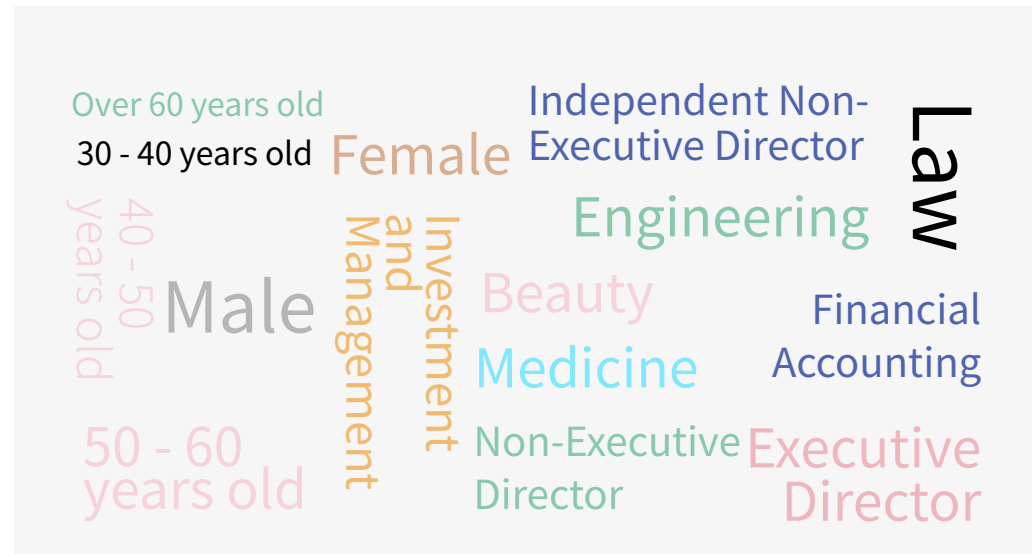 Over 60 years old
30 - 40 years old
Female
Independent Non-
Executive Director
Law
Engineering
40 - 50
years old
Male
Investment
and
Management
Beauty
Financial
Accounting
Medicine
50 - 60
years old
Non-Executive
Director
Executive
Director